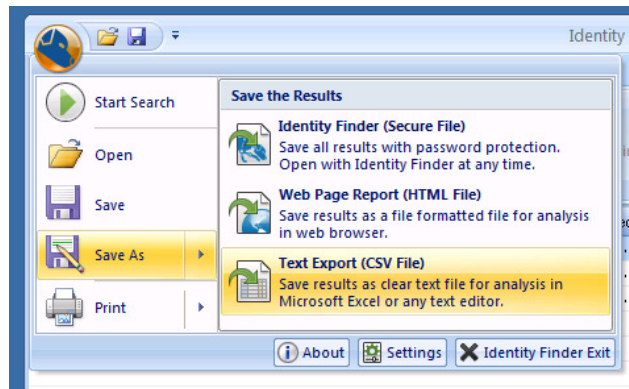 Identity
Start Search
Open
Save
Save As
Print
Save the Results
Identity Finder (Secure File)
Save all results with password protection.
Open with Identity Finder at any time.
Web Page Report (HTML File)
Save results as a file formatted file for analysis
in web browser.
Text Export (CSV File)
Save results as clear text file for analysis in
Microsoft Excel or any text editor.
About
Settings
Identity Finder Exit